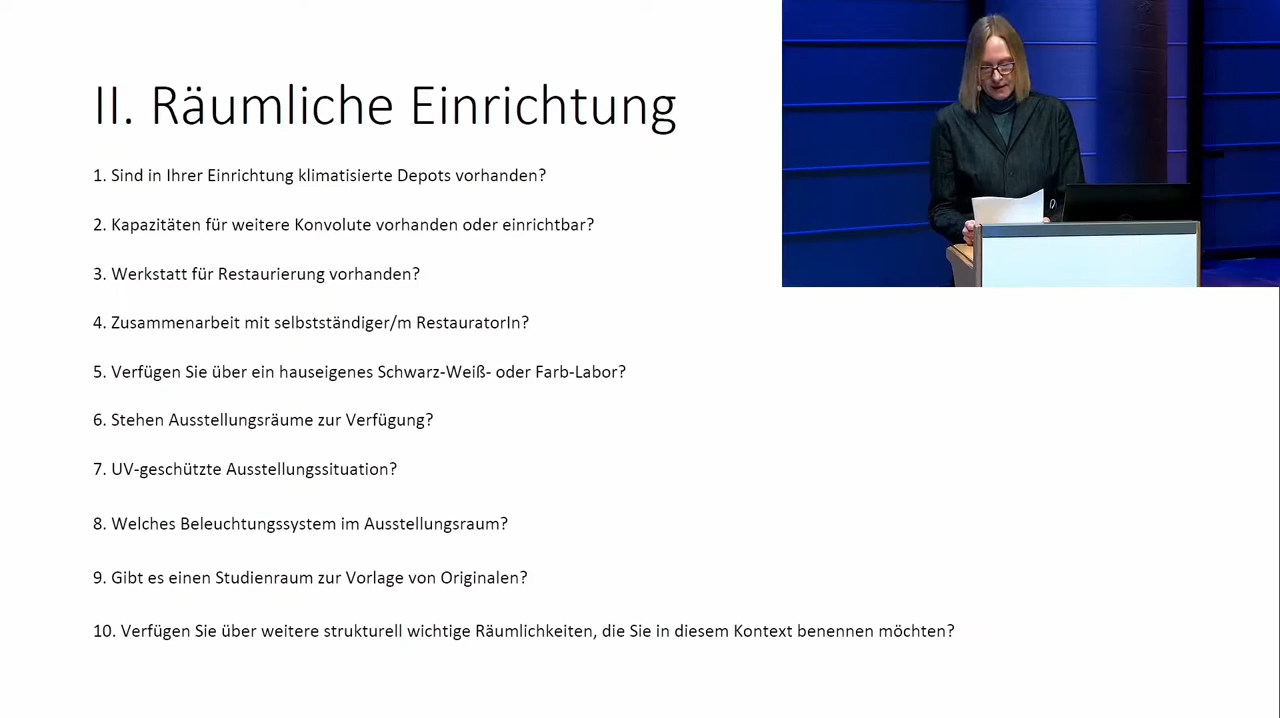 II. Räumliche Einrichtung
1. Sind in Ihrer Einrichtung klimatisierte Depots vorhanden?
2. Kapazitäten für weitere Konvolute vorhanden oder einrichtbar?
3. Werkstatt für Restaurierung vorhanden?
4. Zusammenarbeit mit selbstständiger/m RestauratorIn?
5. Verfügen Sie über ein hauseigenes Schwarz-Weiß- oder Farb-Labor?
6. Stehen Ausstellungsräume zur Verfügung?
7. UV-geschützte Ausstellungssituation?
8. Welches Beleuchtungssystem im Ausstellungsraum?
9. Gibt es einen Studienraum zur Vorlage von Originalen?
10. Verfügen Sie über weitere strukturell wichtige Räumlichkeiten, die Sie in diesem Kontext benennen möchten?